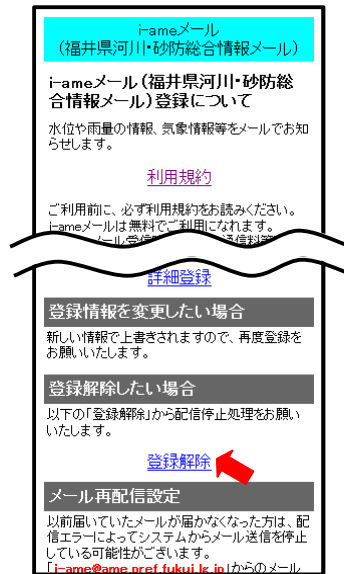 i-ameメール
(福井県河川・砂防総合情報メール)
i-ameメール(福井県河川・砂防総
合情報メール)登録について
水位や雨量の情報、気象情報等をメールでお知
らせします。
利用規約
ご利用前に、必ず利用規約をお読みください。
i-ameメールは無料でご利用になれます。
メール受信
通信料等
詳細登録
登録情報を変更したい場合
新しい情報で上書きされますので、再度登録を
お願いいたします。
登録解除したい場合
以下の「登録解除」から配信停止処理をお願い
いたします。
登録解除
メール再配信設定
以前届いていたメールが届かなくなった方は、配
信エラーによってシステムからメール送信を停止
している可能性がございます。
「i-ame@ame.pref.fukui.lg.jp」からのメール